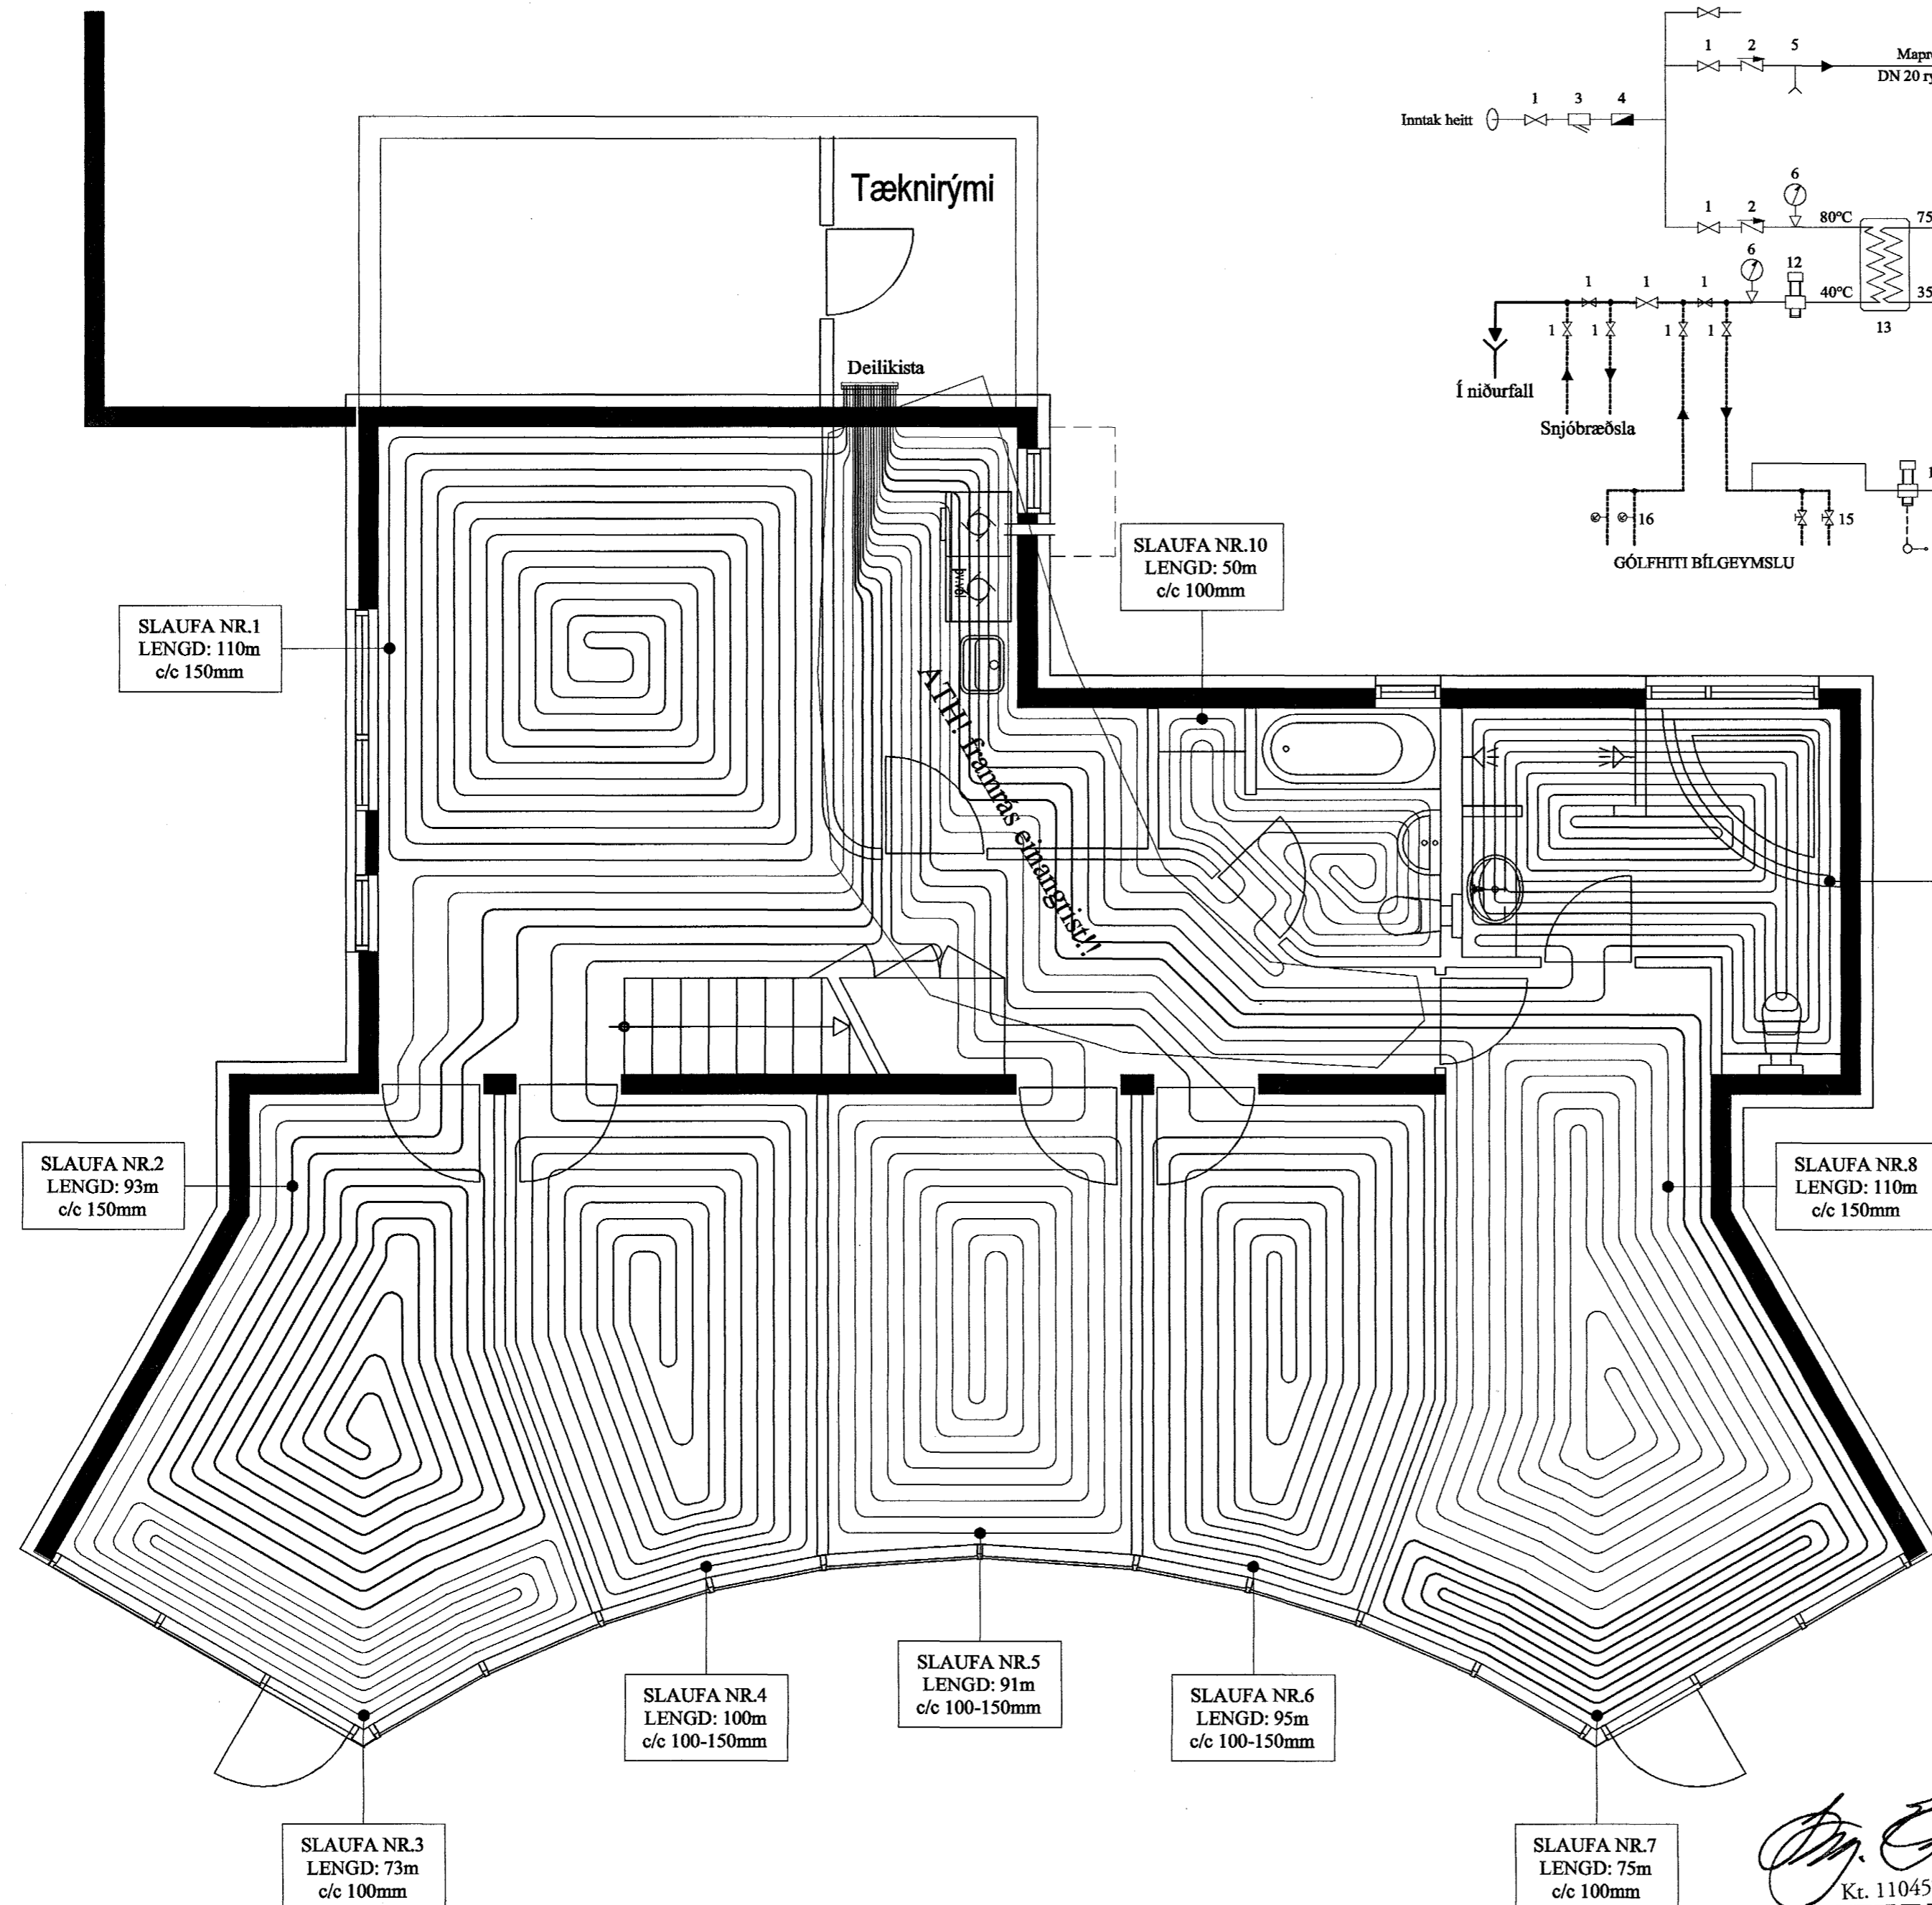 1 2 5
Mapr
DN 20 r
Inntak heitt
1 3 4
6
1 2
80°C
75
6
12
1 1 1
40°C
35
1 1 1 1
13
Í niðurfall
Snjóbræðsla
1
16
15
GÓLFHITI BÍLGEYMSLU
Tæknirými
Deilikista
SLAUFA NR.10
LENGD: 50m
c/c 100mm
SLAUFA NR.1
LENGD: 110m
c/c 150mm
ATH! framrás einangrist!!
SLAUFA NR.2
LENGD: 93m
c/c 150mm
SLAUFA NR.8
LENGD: 110m
c/c 150mm
SLAUFA NR.5
LENGD: 91m
c/c 100-150mm
SLAUFA NR.4
LENGD: 100m
c/c 100-150mm
SLAUFA NR.6
LENGD: 95m
c/c 100-150mm
SLAUFA NR.3
LENGD: 73m
c/c 100mm
SLAUFA NR.7
LENGD: 75m
c/c 100mm
Kt. 11045